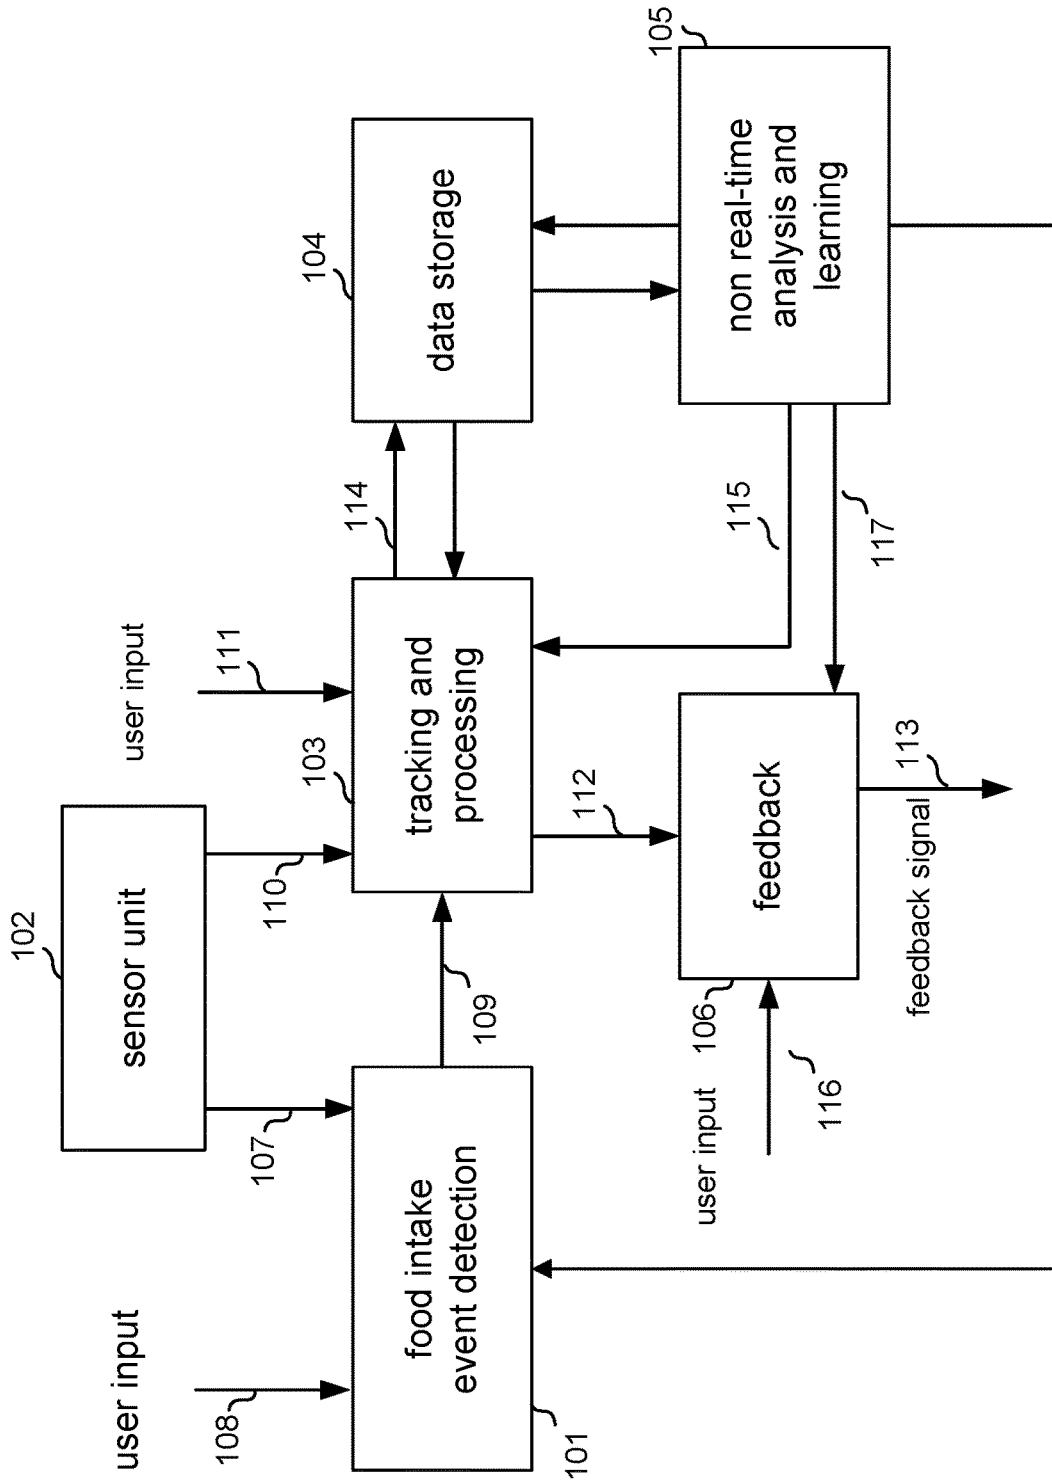 102
user input
sensor unit
user input
108
107
110
111
103
104
114
food intake
event detection
tracking and
processing
data storage
109
101
112
105
user input
106
115
feedback
non real-time
analysis and
learning
116
117
feedback signal
113